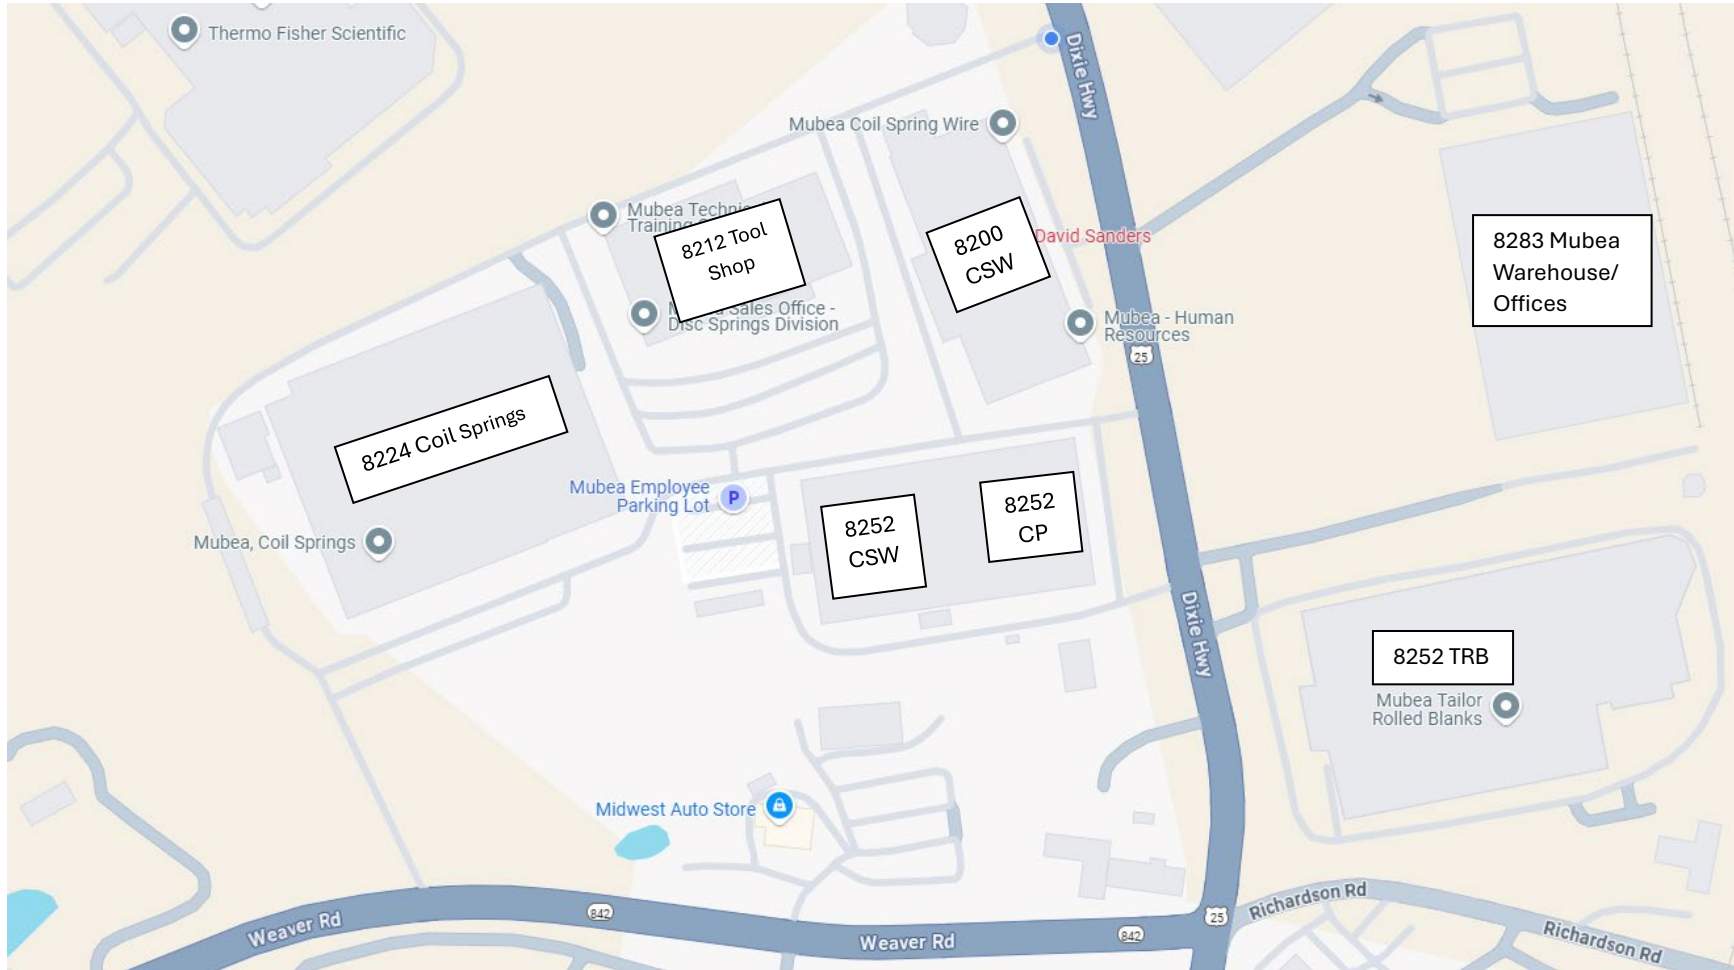 Thermo Fisher Scientific
Dixie Hwy
Mubea Coil Spring Wire
Mubea Techni
Training
8212 Tool
Shop
Sales Office -
Disc Springs Division
8200
CSW
David Sanders
Mubea - Human
Resources
25
8283 Mubea
Warehouse/
Offices
8224 Coil Springs
Mubea Employee
Parking Lot
P
Mubea, Coil Springs
8252
CSW
8252
CP
Dixie Hwy
8252 TRB
Mubea Tailor
Rolled Blanks
Midwest Auto Store
Weaver Rd
842
Weaver Rd
842
25
Richardson Rd
Richardson Rd